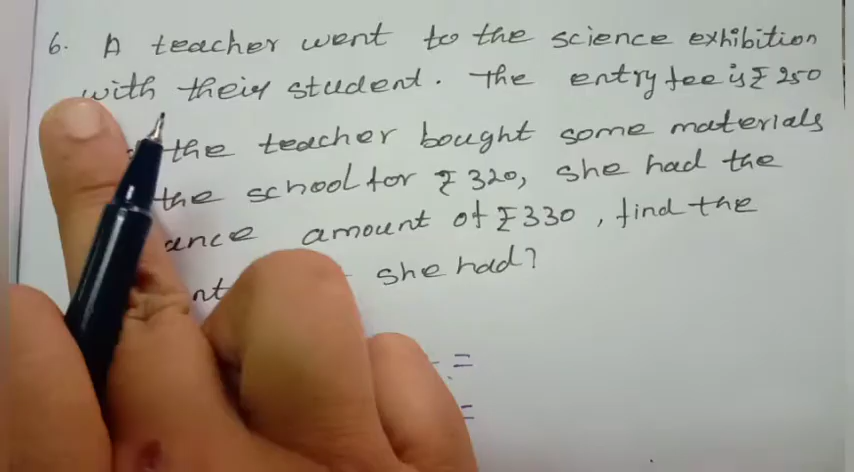 6. A teacher went to the science exhibition
with their student. The entry fee is ₹ 250
the teacher bought some materials
the school for ₹ 320, she had the
ance amount of ₹ 330, find the
nt she had?
=
=